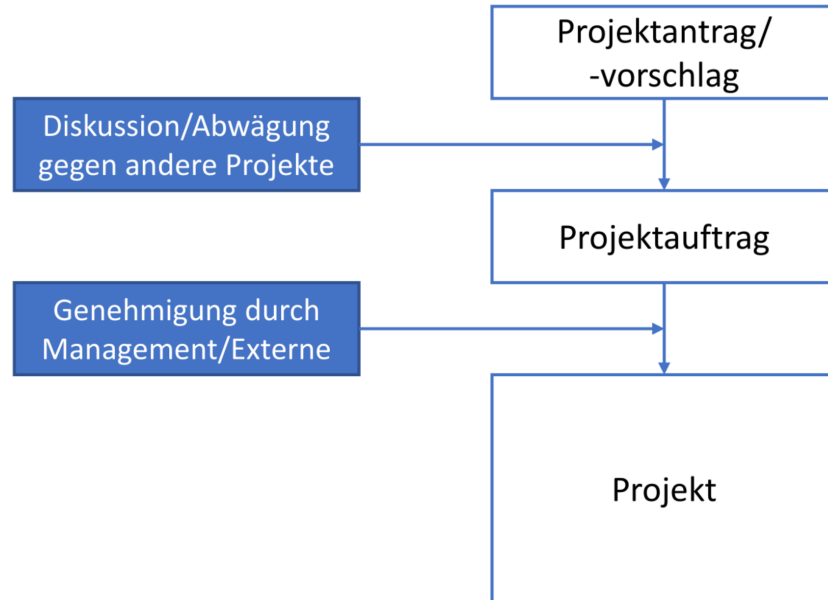 Projektantrag/
-vorschlag
Diskussion/Abwägung
gegen andere Projekte
Projektauftrag
Genehmigung durch
Management/Externe
Projekt